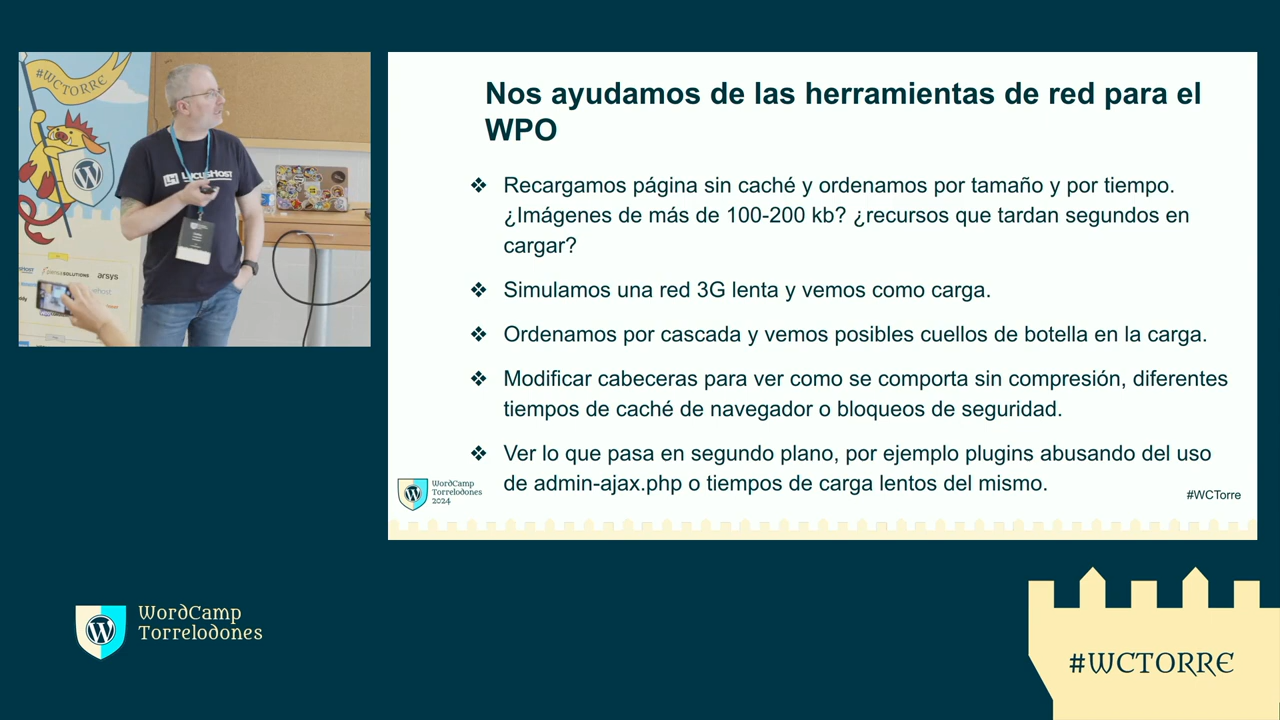 #WCTORRE
LUCUSHOST
arsys
Nos ayudamos de las herramientas de red para el
WPO
❖ Recargamos página sin caché y ordenamos por tamaño y por tiempo.
¿Imágenes de más de 100-200 kb? ¿recursos que tardan segundos en
cargar?
❖ Simulamos una red 3G lenta y vemos como carga.
❖ Ordenamos por cascada y vemos posibles cuellos de botella en la carga.
❖ Modificar cabeceras para ver como se comporta sin compresión, diferentes
tiempos de caché de navegador o bloqueos de seguridad.
❖ Ver lo que pasa en segundo plano, por ejemplo plugins abusando del uso
de admin-ajax.php o tiempos de carga lentos del mismo.
WordCamp
Torrelodones
2024
#WCTorre
WordCamp
Torrelodones
#WCTORRE